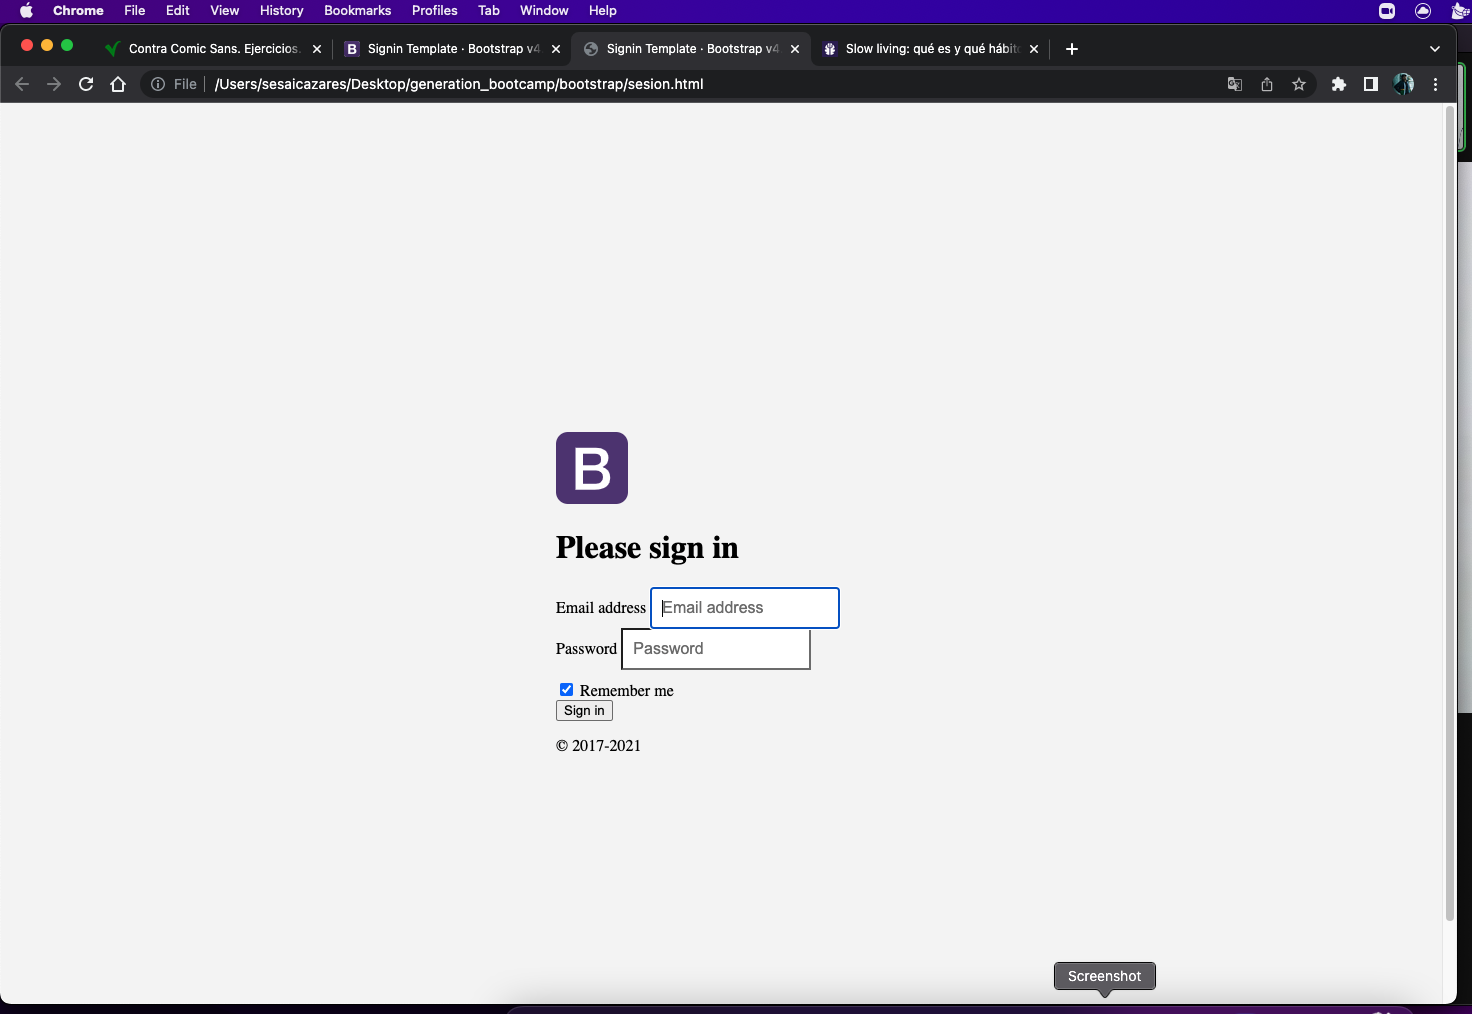 Chrome File Edit View History Bookmarks Profiles Tab Window Help
Contra Comic Sans. Ejercicios. Signin Template · Bootstrap v4 Signin Template · Bootstrap v4 Slow living: qué es y qué hábit
File /Users/sesaicazares/Desktop/generation_bootcamp/bootstrap/sesion.html
B
Please sign in
Email address Email address
Password Password
Remember me
Sign in
© 2017-2021
Screenshot